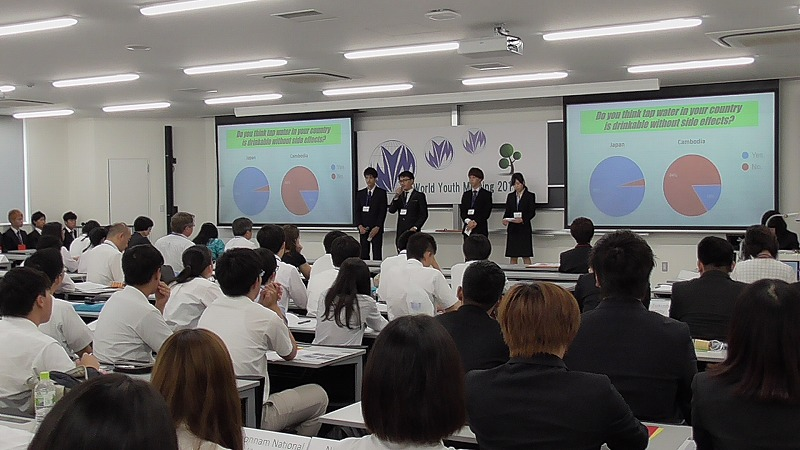 Do you think tap water in your country
is drinkable without side effects?
Japan
Cambodia
Yes
No
World Youth Meeting 201
Do you think tap water in your country
is drinkable without side effects?
Japan
Cambodia
Yes
No
onnam National